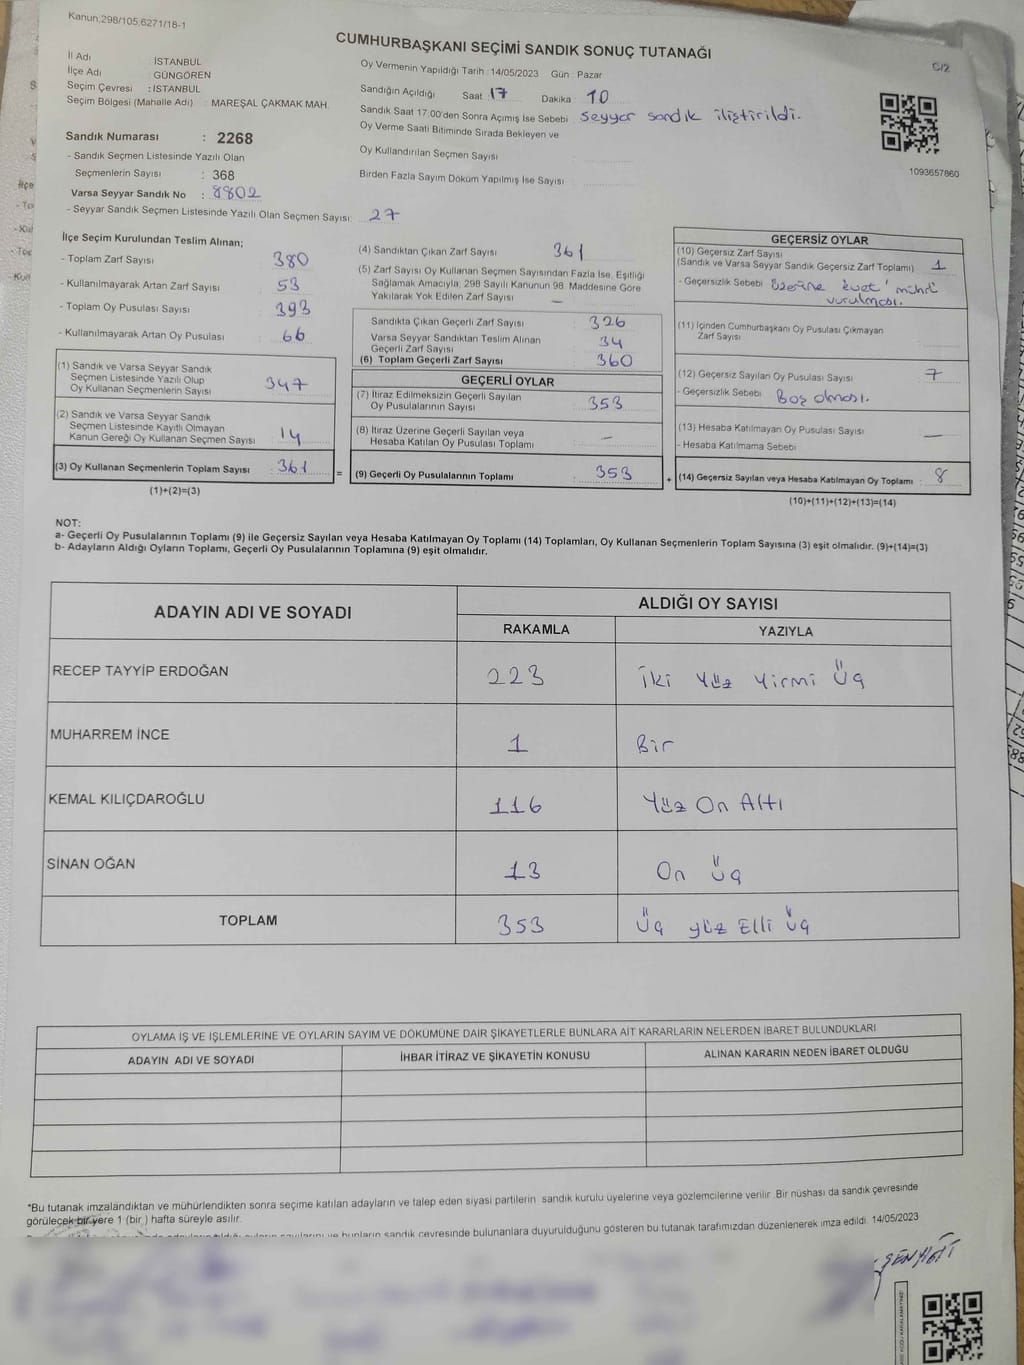 Kanun;298/105;6271/18-1
CUMHURBAŞKANI SEÇİMİ SANDIK SONUÇ TUTANAĞI
C/2
İl Adı : İSTANBUL
İlçe Adı : GÜNGÖREN
Seçim Çevresi : İSTANBUL
Seçim Bölgesi (Mahalle Adı) : MAREŞAL ÇAKMAK MAH.
Sandık Numarası : 2268
- Sandık Seçmen Listesinde Yazılı Olan
Seçmenlerin Sayısı : 368
Varsa Seyyar Sandık No : 8802
- Seyyar Sandık Seçmen Listesinde Yazılı Olan Seçmen Sayısı : 27
Oy Vermenin Yapıldığı Tarih : 14/05/2023 Gün : Pazar
Sandığın Açıldığı Saat : 17 Dakika : 10
Sandık Saat 17:00'den Sonra Açımış İse Sebebi : Seyyar sandık iliştirildi.
Oy Verme Saati Bitiminde Sırada Bekleyen ve
Oy Kullandırılan Seçmen Sayısı :
Birden Fazla Sayım Döküm Yapılmış İse Sayısı :
1093657860
İlçe Seçim Kurulundan Teslim Alınan;
- Toplam Zarf Sayısı : 380
- Kullanılmayarak Artan Zarf Sayısı : 53
- Toplam Oy Pusulası Sayısı : 393
- Kullanılmayarak Artan Oy Pusulası : 66
(1) Sandık ve Varsa Seyyar Sandık
Seçmen Listesinde Yazılı Olup
Oy Kullanan Seçmenlerin Sayısı : 347
(2) Sandık ve Varsa Seyyar Sandık
Seçmen Listesinde Kayıtlı Olmayan
Kanun Gereği Oy Kullanan Seçmen Sayısı : 14
(3) Oy Kullanan Seçmenlerin Toplam Sayısı : 361
(1)+(2)=(3)
(4) Sandıktan Çıkan Zarf Sayısı : 361
(5) Zarf Sayısı Oy Kullanan Seçmen Sayısından Fazla İse, Eşitliği
Sağlamak Amacıyla; 298 Sayılı Kanunun 98. Maddesine Göre
Yakılarak Yok Edilen Zarf Sayısı : —
Sandıkta Çıkan Geçerli Zarf Sayısı : 326
Varsa Seyyar Sandıktan Teslim Alınan
Geçerli Zarf Sayısı : 34
(6) Toplam Geçerli Zarf Sayısı : 360
GEÇERLİ OYLAR
(7) İtiraz Edilmeksizin Geçerli Sayılan
Oy Pusulalarının Sayısı : 353
(8) İtiraz Üzerine Geçerli Sayılan veya
Hesaba Katılan Oy Pusulası Toplamı : —
= (9) Geçerli Oy Pusulalarının Toplamı : 353
GEÇERSİZ OYLAR
(10) Geçersiz Zarf Sayısı
(Sandık ve Varsa Seyyar Sandık Geçersiz Zarf Toplamı) : 1
- Geçersizlik Sebebi : Üzerine 'Evet' mührü
vurulması.
(11) İçinden Cumhurbaşkanı Oy Pusulası Çıkmayan
Zarf Sayısı :
(12) Geçersiz Sayılan Oy Pusulası Sayısı : 7
- Geçersizlik Sebebi : Boş olması.
(13) Hesaba Katılmayan Oy Pusulası Sayısı : —
- Hesaba Katılmama Sebebi :
+ (14) Geçersiz Sayılan veya Hesaba Katılmayan Oy Toplamı : 8
(10)+(11)+(12)+(13)=(14)
NOT:
a- Geçerli Oy Pusulalarının Toplamı (9) ile Geçersiz Sayılan veya Hesaba Katılmayan Oy Toplamı (14) Toplamları, Oy Kullanan Seçmenlerin Toplam Sayısına (3) eşit olmalıdır. (9)+(14)=(3)
b- Adayların Aldığı Oyların Toplamı, Geçerli Oy Pusulalarının Toplamına (9) eşit olmalıdır.
ADAYIN ADI VE SOYADI
ALDIĞI OY SAYISI
RAKAMLA YAZIYLA
RECEP TAYYİP ERDOĞAN 223 İki Yüz Yirmi Üç
MUHARREM İNCE 1 Bir
KEMAL KILIÇDAROĞLU 116 Yüz On Altı
SİNAN OĞAN 13 On Üç
TOPLAM 353 Üç yüz Elli Üç
OYLAMA İŞ VE İŞLEMLERİNE VE OYLARIN SAYIM VE DÖKÜMÜNE DAİR ŞİKAYETLERLE BUNLARA AİT KARARLARIN NELERDEN İBARET BULUNDUKLARI
ADAYIN ADI VE SOYADI İHBAR İTİRAZ VE ŞİKAYETİN KONUSU ALINAN KARARIN NEDEN İBARET OLDUĞU
*Bu tutanak imzalandıktan ve mühürlendikten sonra seçime katılan adayların ve talep eden siyasi partilerin sandık kurulu üyelerine veya gözlemcilerine verilir. Bir nüshası da sandık çevresinde
görülecek bir yere 1 (bir ) hafta süreyle asılır.
sandık çevresinde bulunanlara duyurulduğunu gösteren bu tutanak tarafımızdan düzenlenerek imza edildi. 14/05/2023